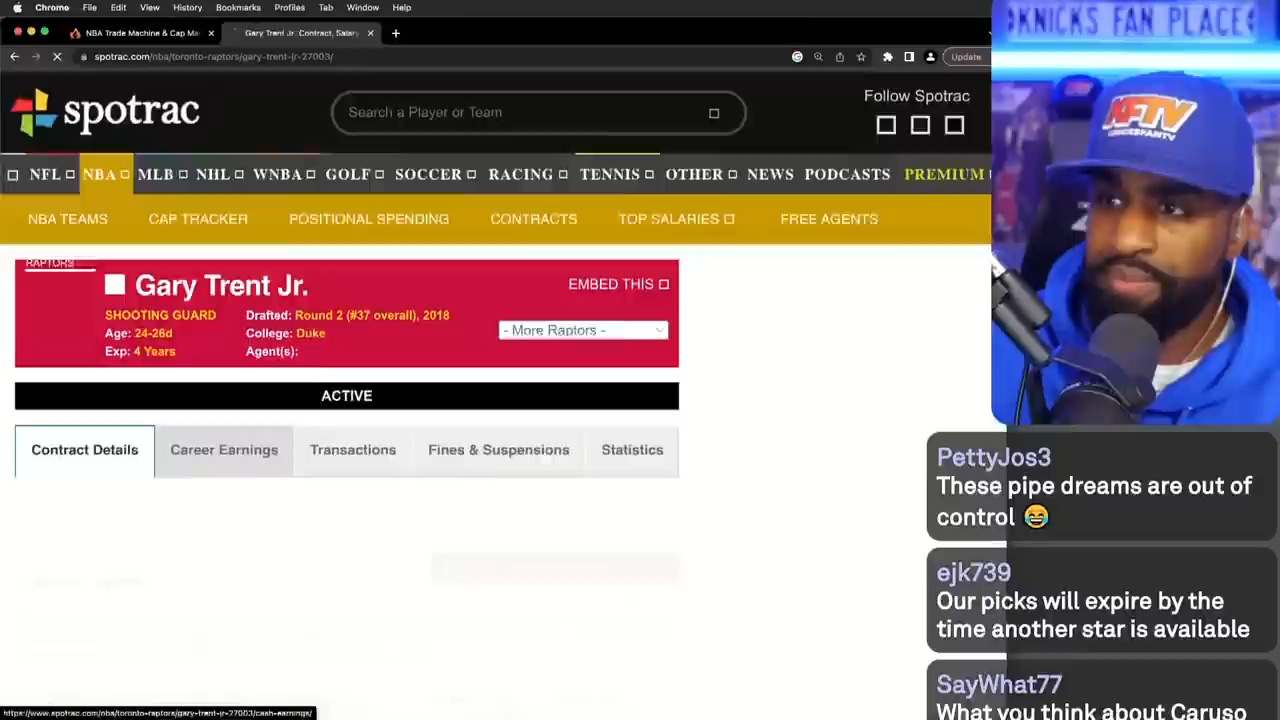 Chrome File Edit View History Bookmarks Profiles Tab Window Help
NBA Trade Machine & Cap Ma
Gary Trent Jr. Contract, Salary
spotrac.com/nba/toronto-raptors/gary-trent-jr-27003/
Update
spotrac
Search a Player or Team
Follow Spotrac
NFL NBA MLB NHL WNBA GOLF SOCCER RACING TENNIS OTHER NEWS PODCASTS PREMIUM
NBA TEAMS CAP TRACKER POSITIONAL SPENDING CONTRACTS TOP SALARIES FREE AGENTS
RAPTORS
Gary Trent Jr.
EMBED THIS
SHOOTING GUARD
Drafted: Round 2 (#37 overall), 2018
Age: 24-26d
College: Duke
- More Raptors -
Exp: 4 Years
Agent(s):
ACTIVE
Contract Details Career Earnings Transactions Fines & Suspensions Statistics
https://www.spotrac.com/nba/toronto-raptors/gary-trent-jr-27003/cash-earnings/
KNICKS FAN PLACE
KFTV
KNICKSFANTV
PettyJos3
These pipe dreams are out of
control 😂
ejk739
Our picks will expire by the
time another star is available
SayWhat77
What you think about Caruso